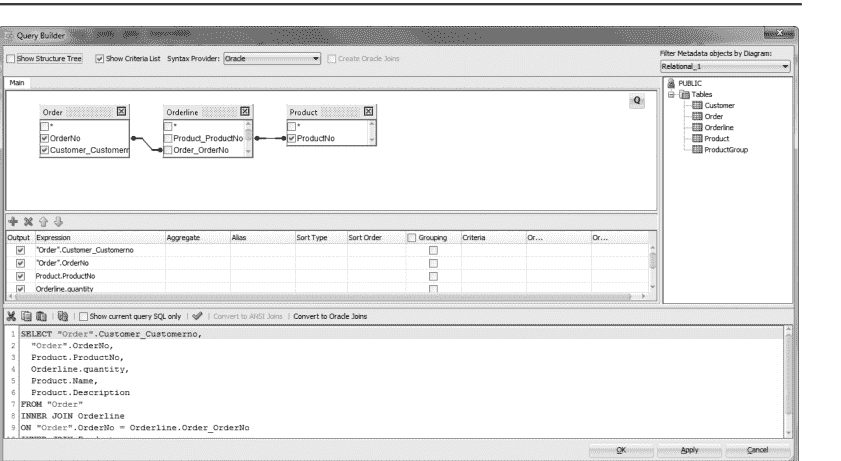 Query Builder
Show Structure Tree Show Criteria List Syntax Provider: Oracle Create Oracle Joins
Filter Metadata objects by Diagram:
Relational_1
Main
Order
*
OrderNo
Customer_Customerr
Orderline
*
Product_ProductNo
Order_OrderNo
Product
*
ProductNo
Q
PUBLIC
Tables
Customer
Order
Orderline
Product
ProductGroup
Output Expression Aggregate Alias Sort Type Sort Order Grouping Criteria Or... Or...
"Order".Customer_Customerno
"Order".OrderNo
Product.ProductNo
Orderline.quantity
Show current query SQL only Convert to ANSI Joins Convert to Oracle Joins
1 SELECT "Order".Customer_Customerno,
2 "Order".OrderNo,
3 Product.ProductNo,
4 Orderline.quantity,
5 Product.Name,
6 Product.Description
7 FROM "Order"
8 INNER JOIN Orderline
9 ON "Order".OrderNo = Orderline.Order_OrderNo
OK Apply Cancel